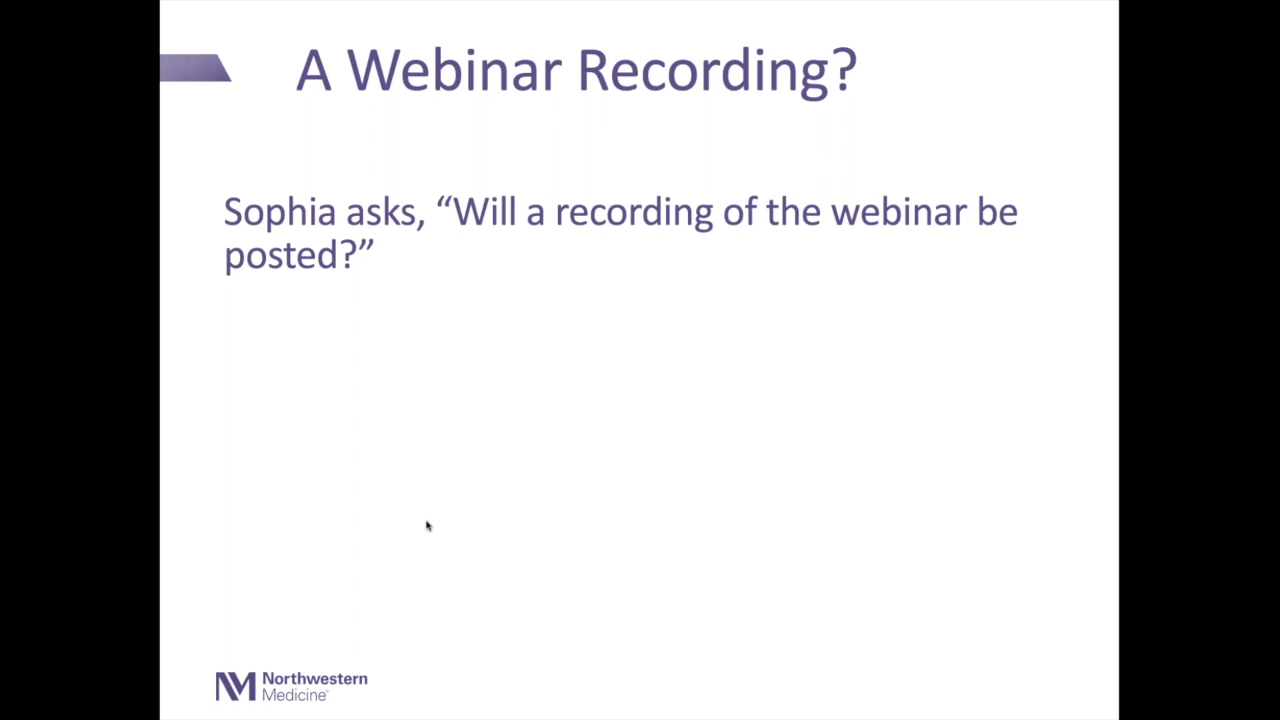 A Webinar Recording?
Sophia asks, “Will a recording of the webinar be
posted?”
Northwestern
Medicine®